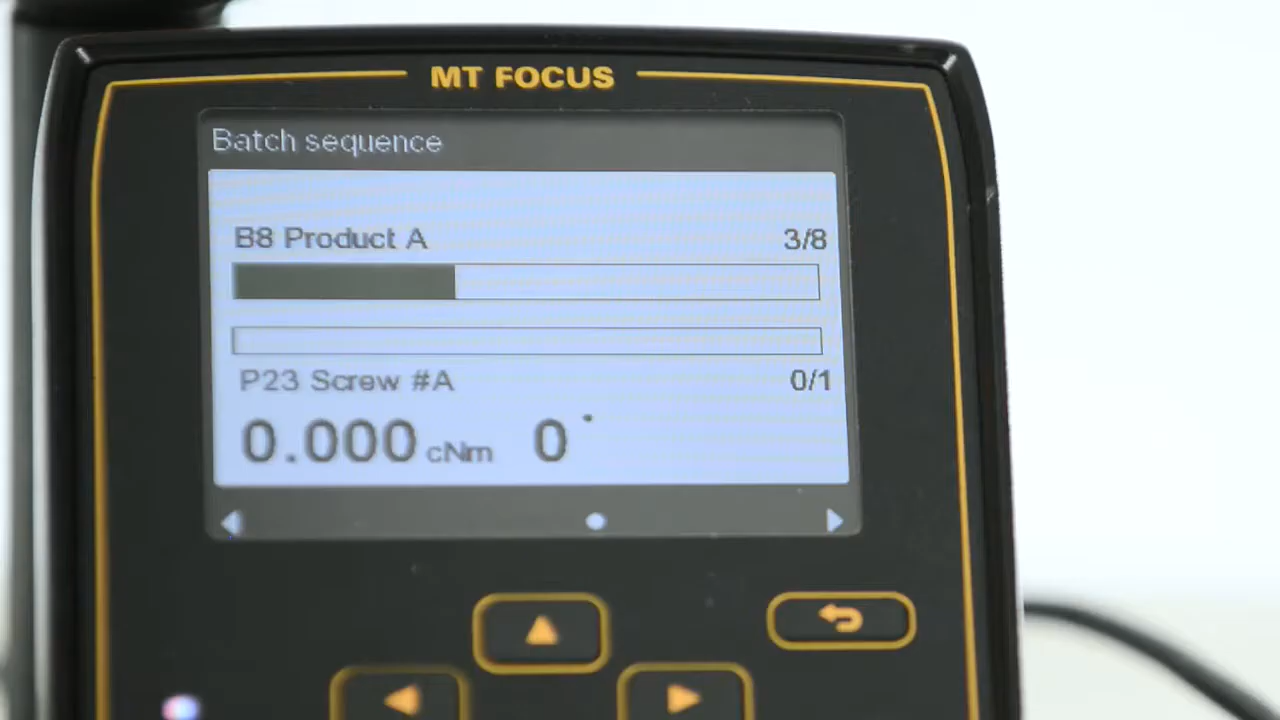 MT FOCUS
Batch sequence
B8 Product A 3/8
P23 Screw #A 0/1
0.000 cNm 0°